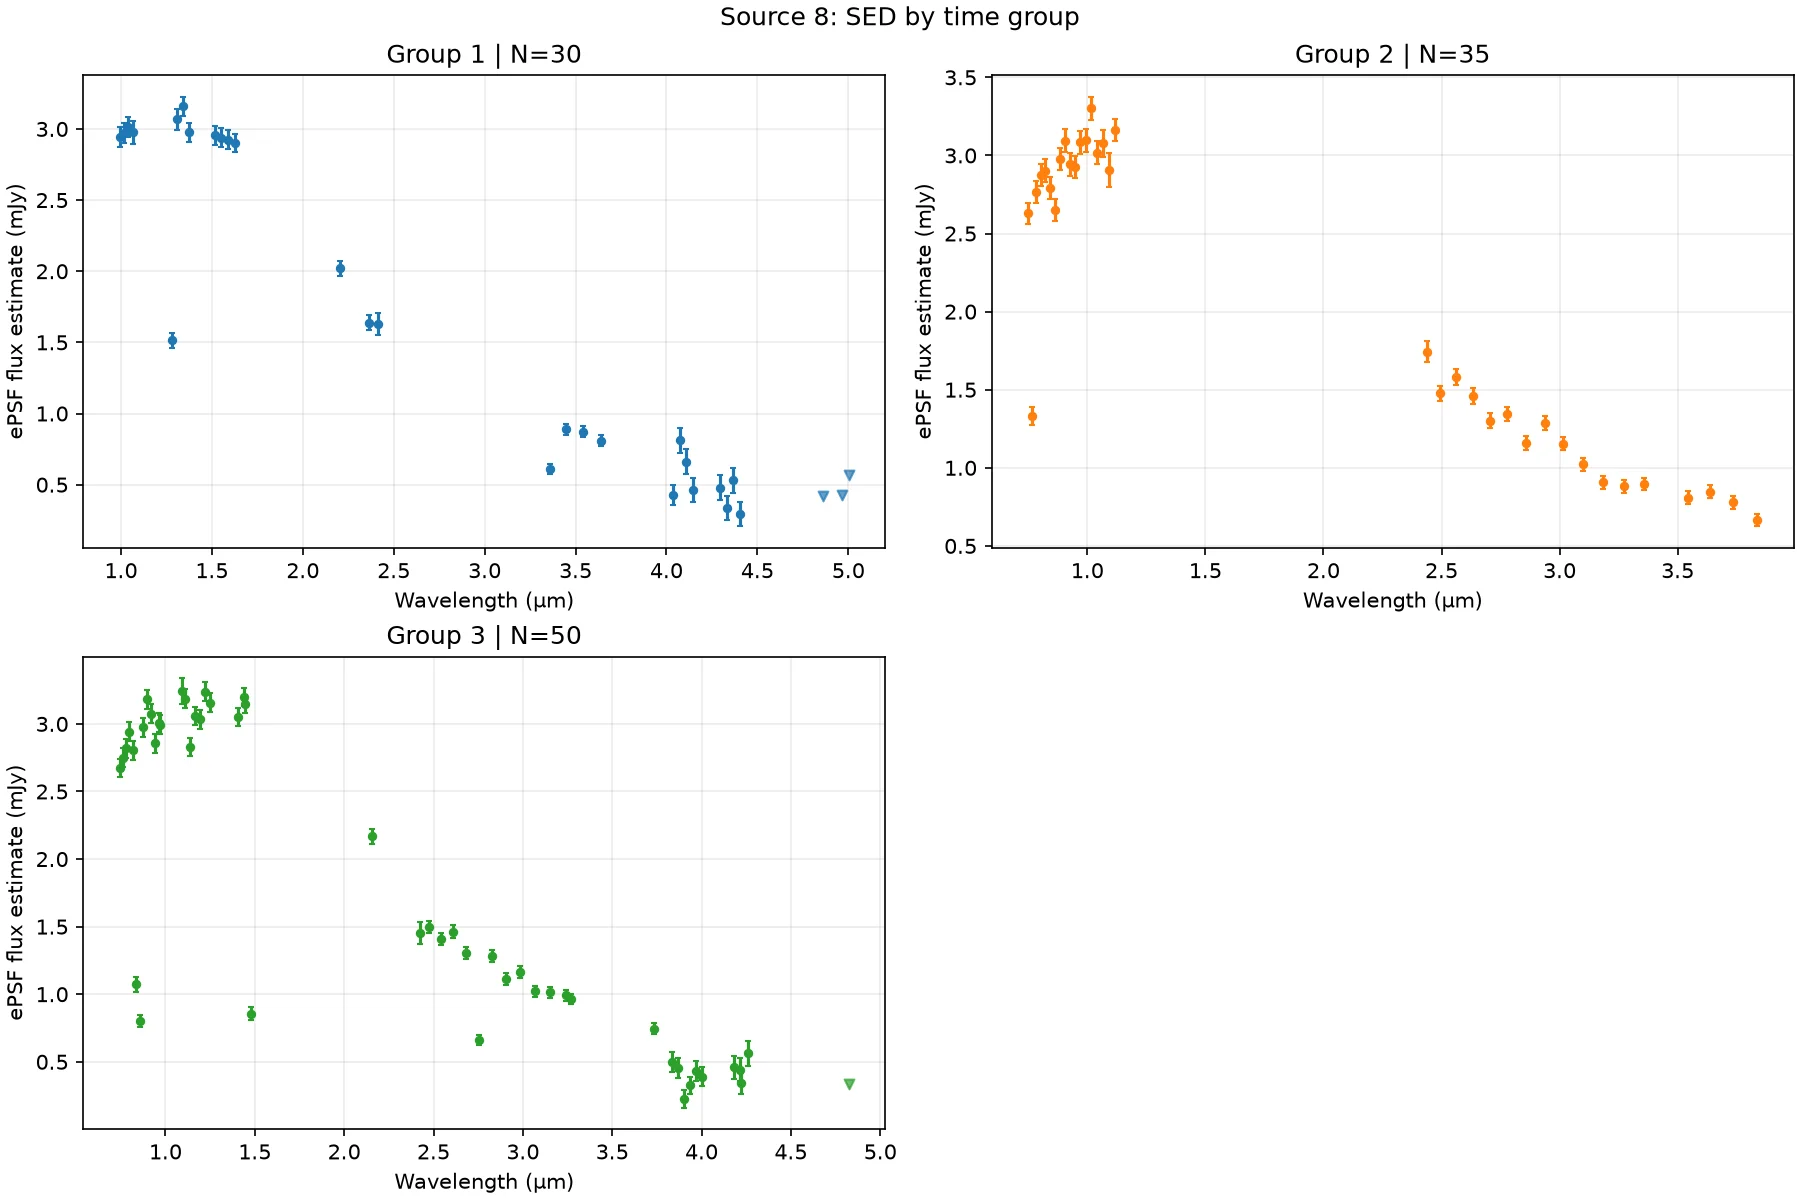 Source 8: SED by time group
Group 1 | N=30
ePSF flux estimate (mJy)
3.0
2.5
2.0
1.5
1.0
0.5
1.0 1.5 2.0 2.5 3.0 3.5 4.0 4.5 5.0
Wavelength (µm)
Group 2 | N=35
ePSF flux estimate (mJy)
3.5
3.0
2.5
2.0
1.5
1.0
0.5
1.0 1.5 2.0 2.5 3.0 3.5
Wavelength (µm)
Group 3 | N=50
ePSF flux estimate (mJy)
3.0
2.5
2.0
1.5
1.0
0.5
1.0 1.5 2.0 2.5 3.0 3.5 4.0 4.5 5.0
Wavelength (µm)